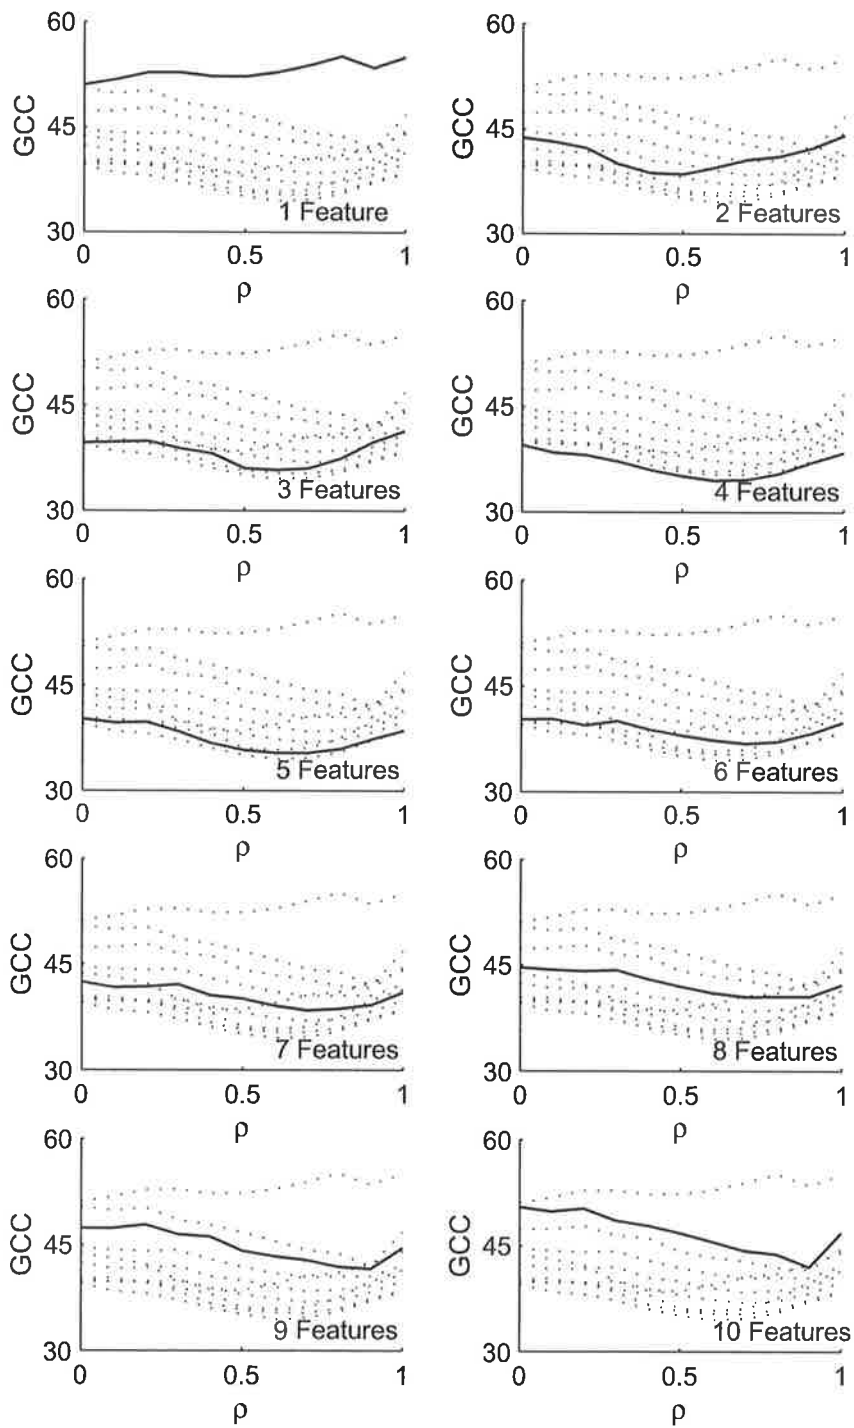 60
GCC
45
30
1 Feature
0
0.5
1
ρ
60
GCC
45
30
2 Features
0
0.5
1
ρ
60
GCC
45
30
3 Features
0
0.5
1
ρ
60
GCC
45
30
4 Features
0
0.5
1
ρ
60
GCC
45
30
5 Features
0
0.5
1
ρ
60
GCC
45
30
6 Features
0
0.5
1
ρ
60
GCC
45
30
7 Features
0
0.5
1
ρ
60
GCC
45
30
8 Features
0
0.5
1
ρ
60
GCC
45
30
9 Features
0
0.5
1
ρ
60
GCC
45
30
10 Features
0
0.5
1
ρ